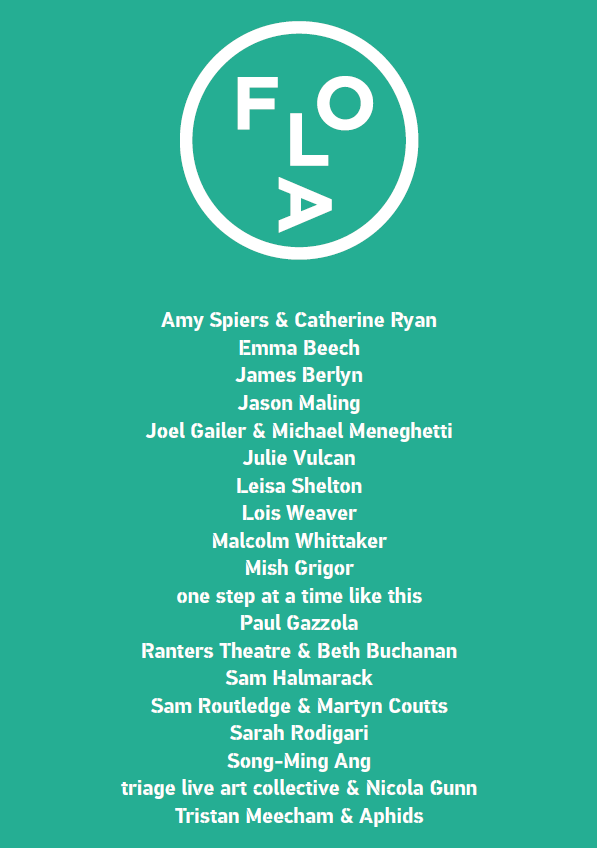 FLOA
Amy Spiers & Catherine Ryan
Emma Beech
James Berlyn
Jason Maling
Joel Gailer & Michael Meneghetti
Julie Vulcan
Leisa Shelton
Lois Weaver
Malcolm Whittaker
Mish Grigor
one step at a time like this
Paul Gazzola
Ranters Theatre & Beth Buchanan
Sam Halmarack
Sam Routledge & Martyn Coutts
Sarah Rodigari
Song-Ming Ang
triage live art collective & Nicola Gunn
Tristan Meecham & Aphids